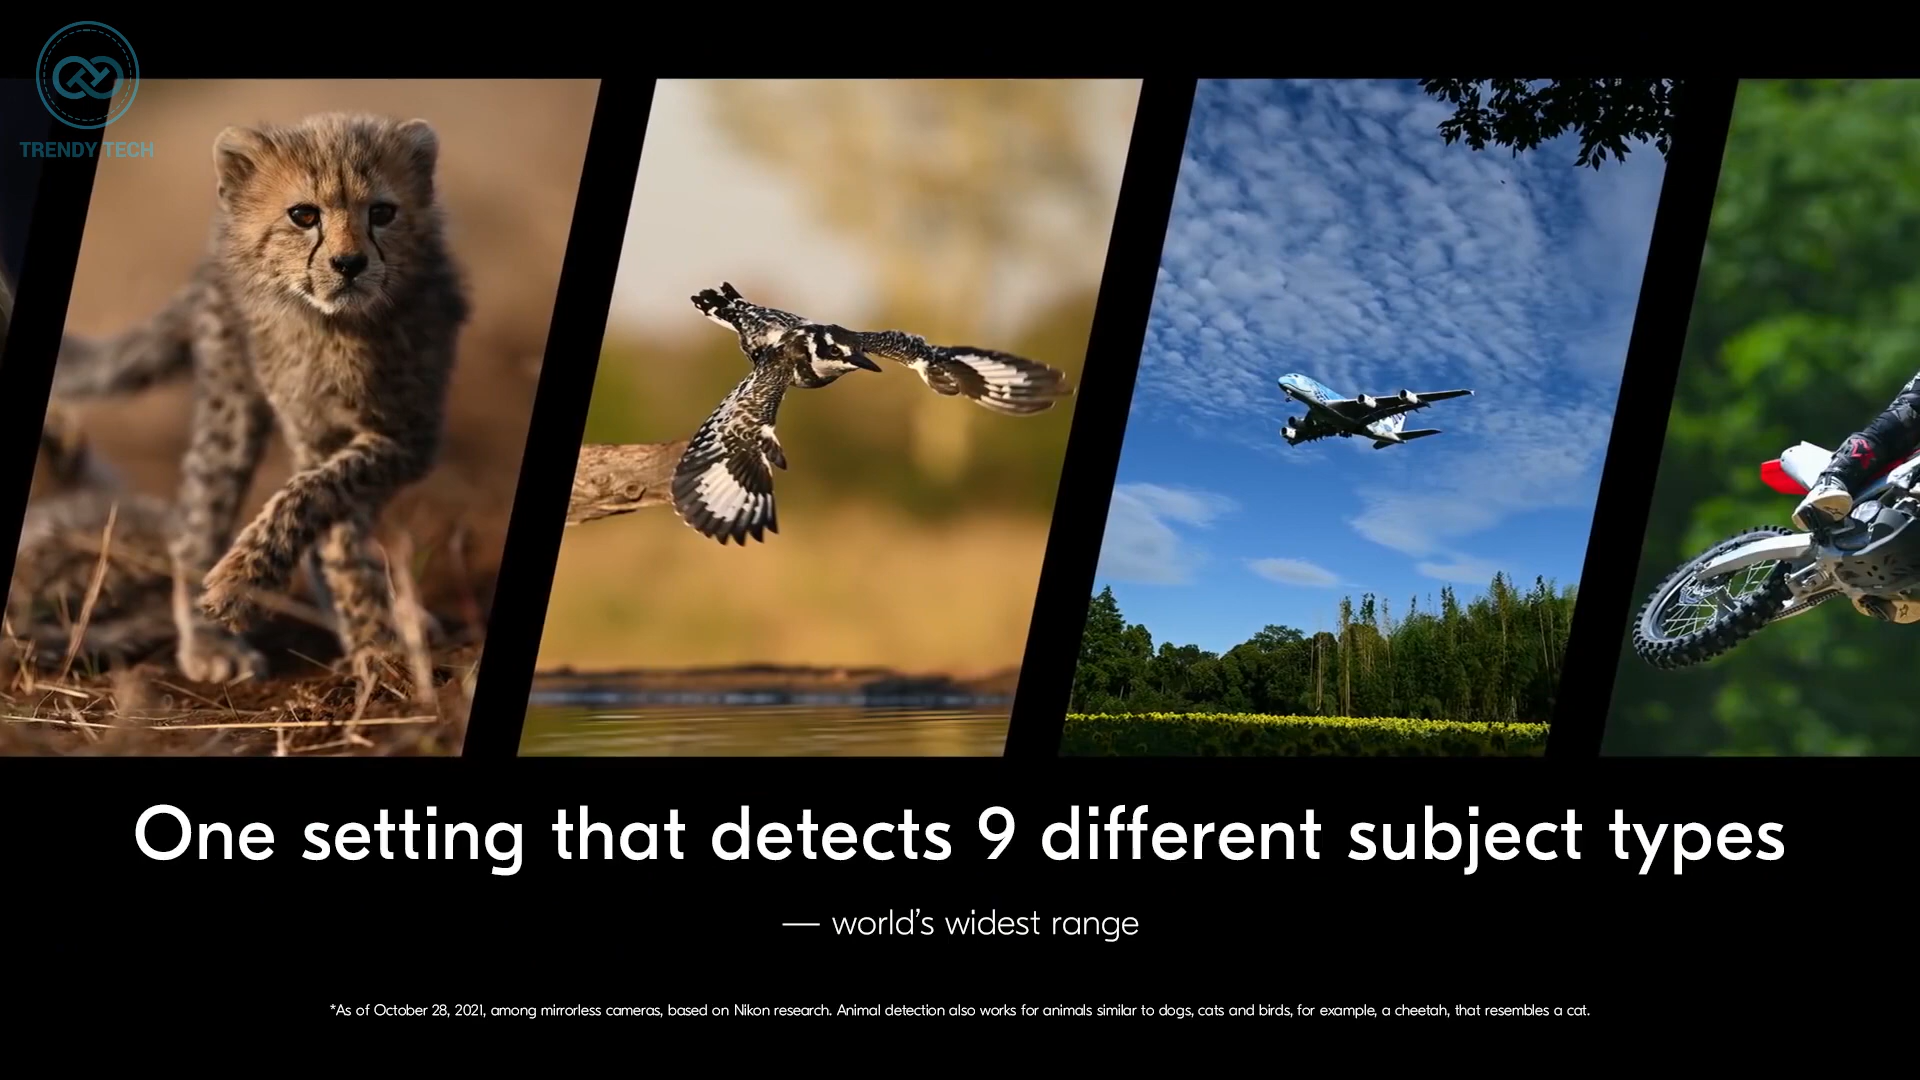 TRENDY TECH
One setting that detects 9 different subject types
— world's widest range
*As of October 28, 2021, among mirrorless cameras, based on Nikon research. Animal detection also works for animals similar to dogs, cats and birds, for example, a cheetah, that resembles a cat.